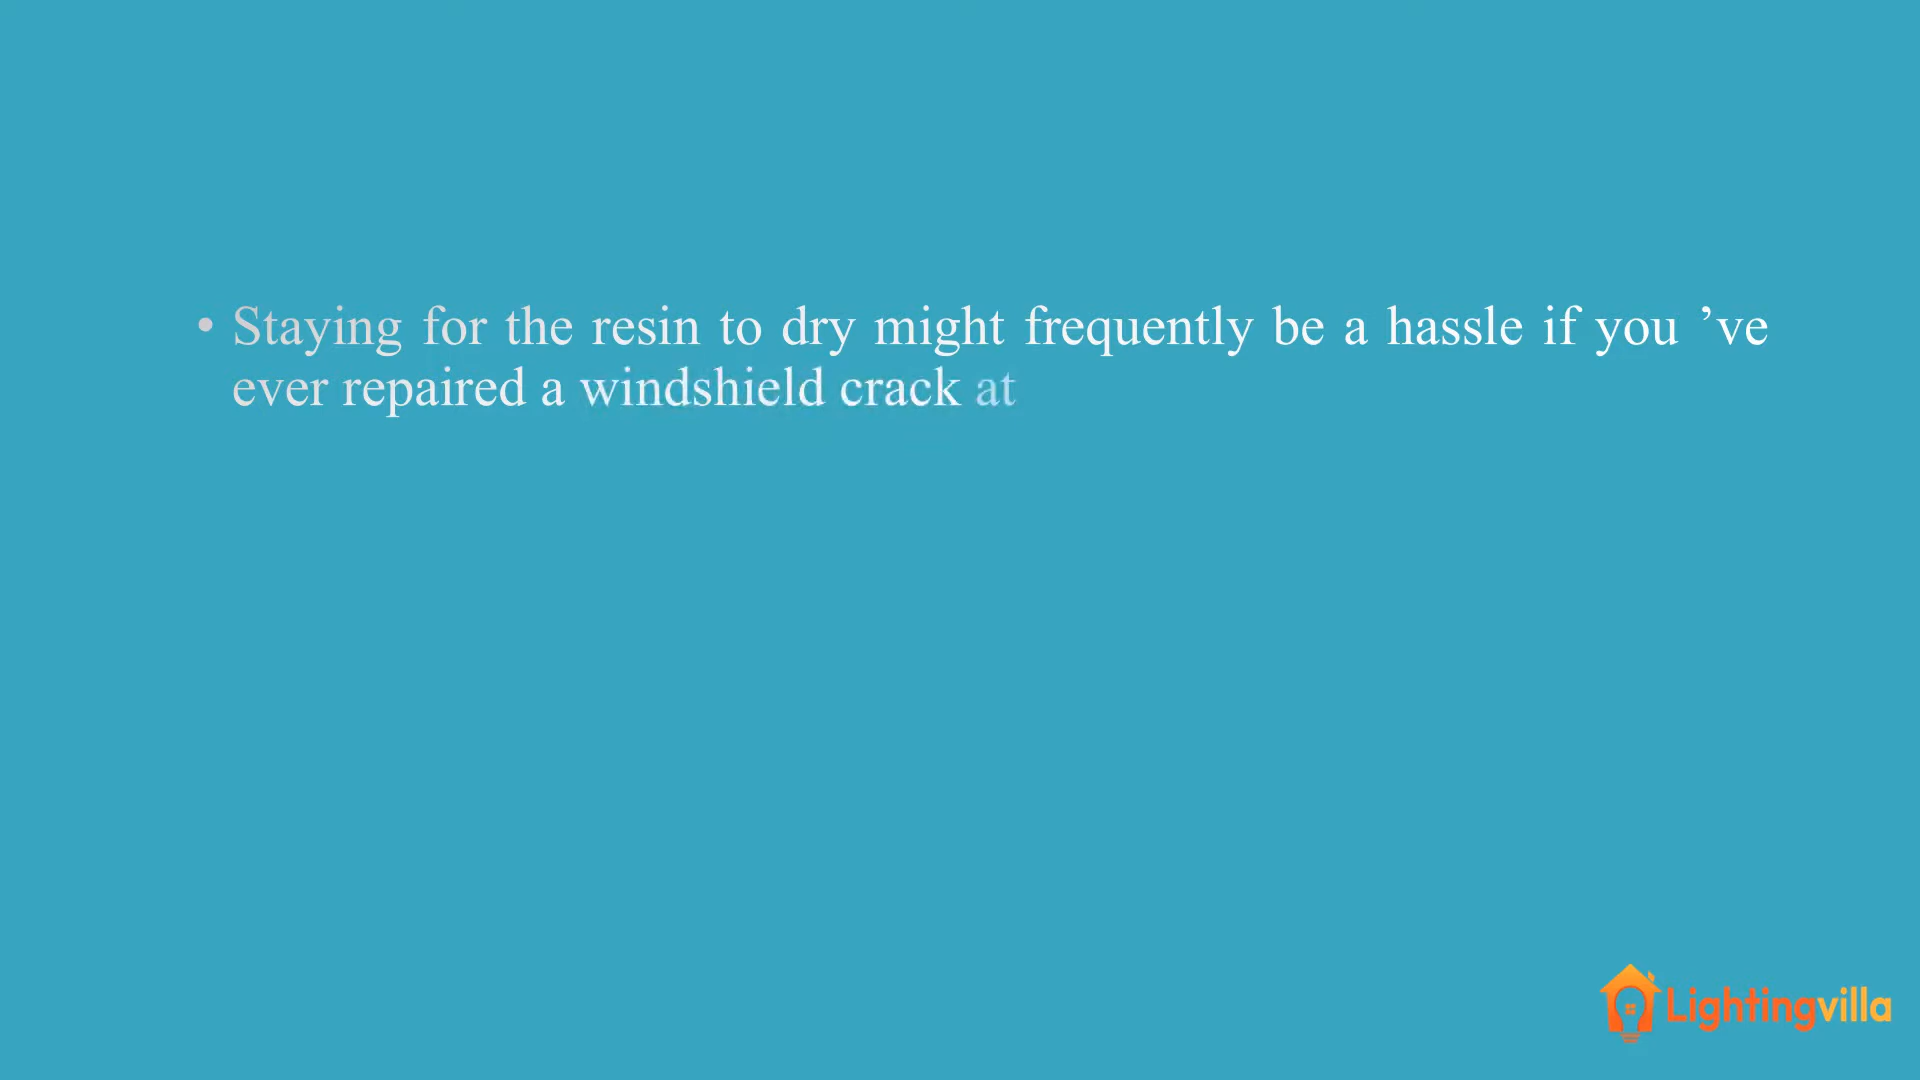 • Staying for the resin to dry might frequently be a hassle if you ’ve
ever repaired a windshield crack at
Lightingvilla